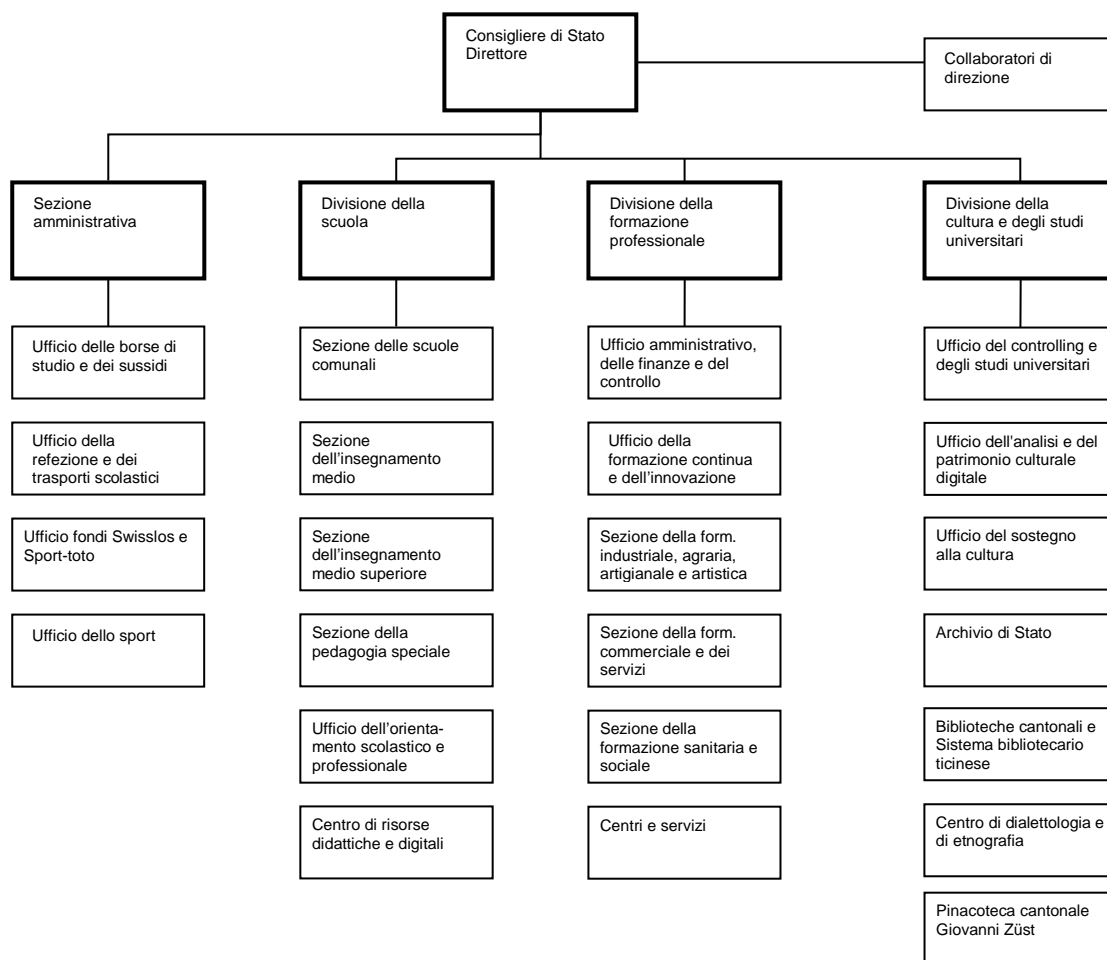 Consigliere di Stato
Direttore
Collaboratori di
direzione
Sezione
amministrativa
Divisione della
scuola
Divisione della
formazione
professionale
Divisione della
cultura e degli studi
universitari
Ufficio delle borse di
studio e dei sussidi
Ufficio della
refezione e dei
trasporti scolastici
Ufficio fondi Swisslos e
Sport-toto
Ufficio dello sport
Sezione delle scuole
comunali
Sezione
dell’insegnamento
medio
Sezione
dell’insegnamento
medio superiore
Sezione della
pedagogia speciale
Ufficio dell’orienta-
mento scolastico e
professionale
Centro di risorse
didattiche e digitali
Ufficio amministrativo,
delle finanze e del
controllo
Ufficio della
formazione continua
e dell’innovazione
Sezione della form.
industriale, agraria,
artigianale e artistica
Sezione della form.
commerciale e dei
servizi
Sezione della
formazione sanitaria e
sociale
Centri e servizi
Ufficio del controlling e
degli studi universitari
Ufficio dell'analisi e del
patrimonio culturale
digitale
Ufficio del sostegno
alla cultura
Archivio di Stato
Biblioteche cantonali e
Sistema bibliotecario
ticinese
Centro di dialettologia e
di etnografia
Pinacoteca cantonale
Giovanni Züst